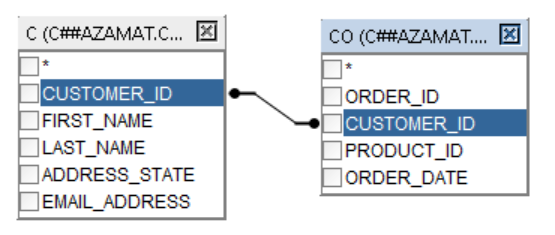 C (C##AZAMAT.C...
*
CUSTOMER_ID
FIRST_NAME
LAST_NAME
ADDRESS_STATE
EMAIL_ADDRESS
CO (C##AZAMAT....
*
ORDER_ID
CUSTOMER_ID
PRODUCT_ID
ORDER_DATE